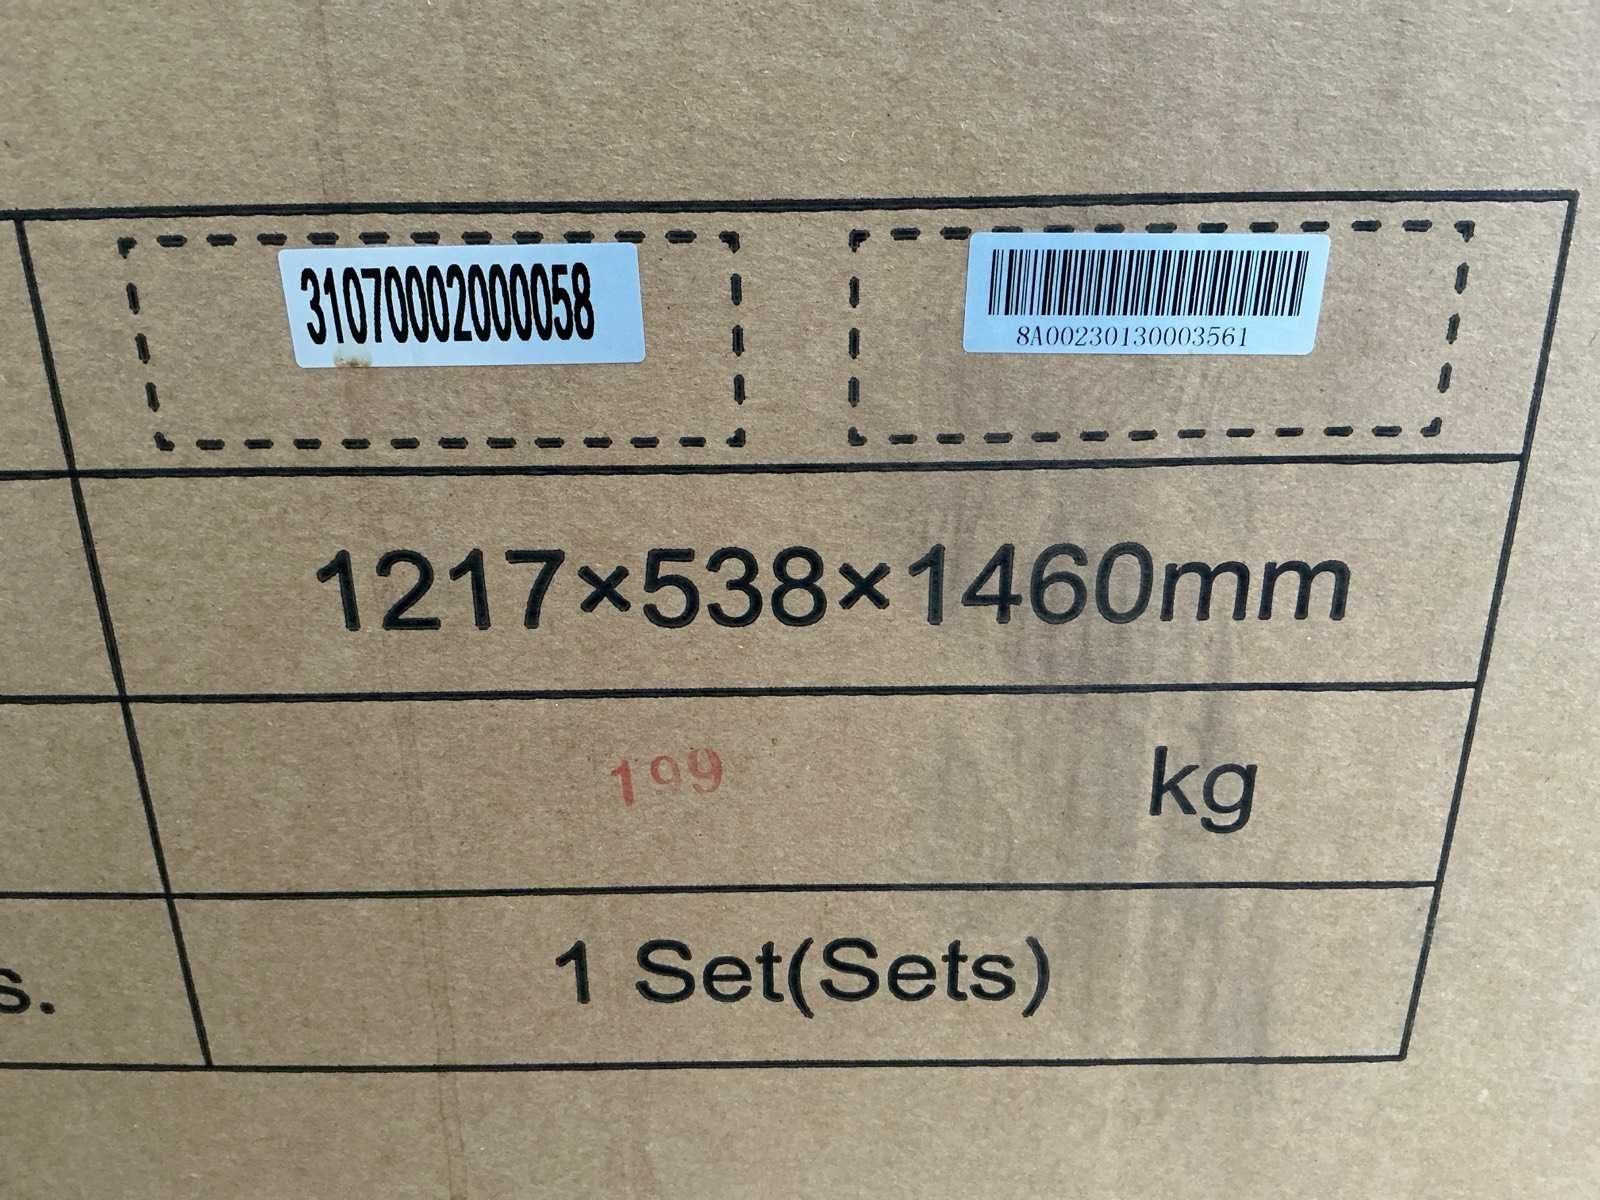 31070002000058
8A00230130003561
1217×538×1460mm
199 kg
s.
1 Set(Sets)